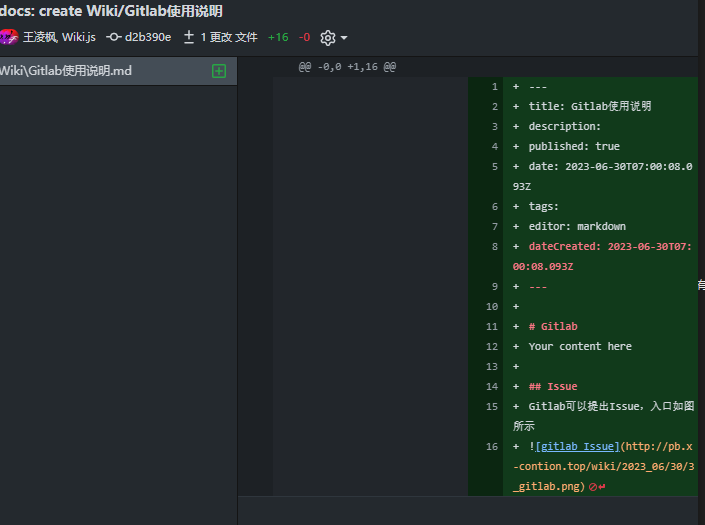 docs: create Wiki/Gitlab使用说明
王凌枫, Wiki.js d2b390e 1 更改 文件 +16 -0
Wiki\Gitlab使用说明.md
@@ -0,0 +1,16 @@
1 + ---
2 + title: Gitlab使用说明
3 + description:
4 + published: true
5 + date: 2023-06-30T07:00:08.0
93Z
6 + tags:
7 + editor: markdown
8 + dateCreated: 2023-06-30T07:
00:08.093Z
9 + ---
10 +
11 + # Gitlab
12 + Your content here
13 +
14 + ## Issue
15 + Gitlab可以提出Issue，入口如图
所示
16 + ![gitlab Issue](http://pb.x
-contion.top/wiki/2023_06/30/3
_gitlab.png)